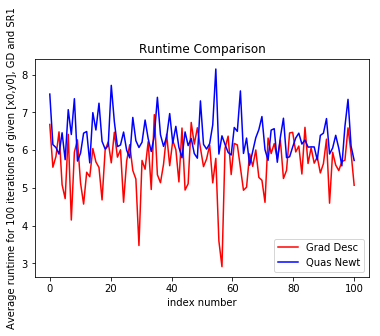 Runtime Comparison
Average runtime for 100 iterations of given [x0,y0], GD and SR1
8
7
6
5
4
3
0
20
40
60
80
100
index number
Grad Desc
Quas Newt